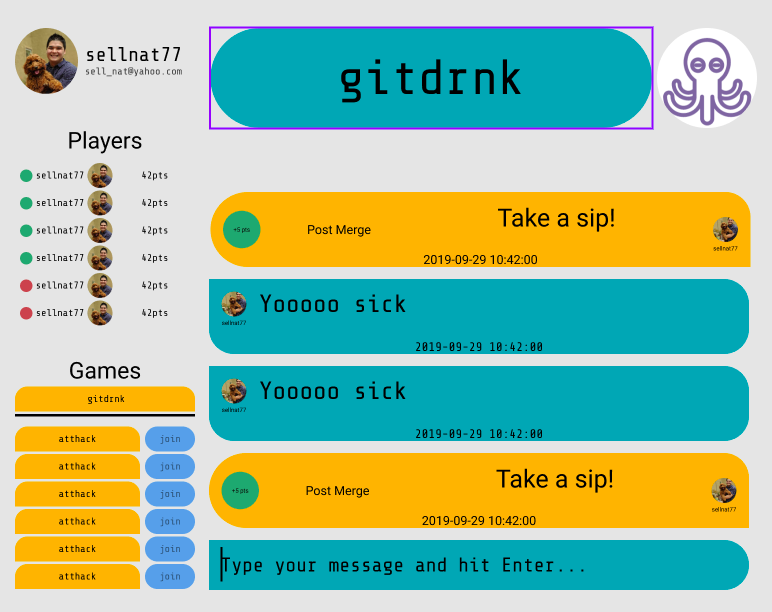 sellnat77
sell_nat@yahoo.com
gitdrnk
Players
sellnat77 42pts
sellnat77 42pts
sellnat77 42pts
sellnat77 42pts
sellnat77 42pts
sellnat77 42pts
Games
gitdrnk
atthack join
atthack join
atthack join
atthack join
atthack join
atthack join
+5 pts
Post Merge
Take a sip!
2019-09-29 10:42:00
sellnat77
Yooooo sick
sellnat77
2019-09-29 10:42:00
Yooooo sick
sellnat77
2019-09-29 10:42:00
+5 pts
Post Merge
Take a sip!
2019-09-29 10:42:00
sellnat77
Type your message and hit Enter...